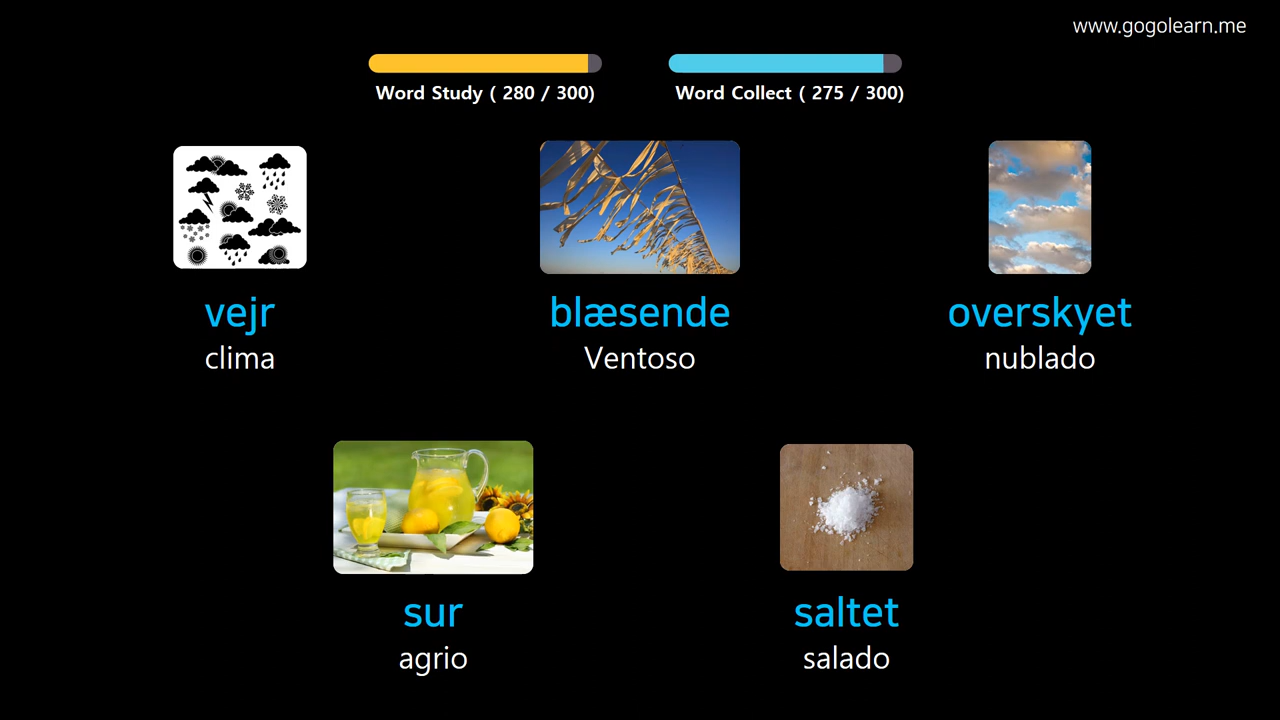 www.gogolearn.me
Word Study ( 280 / 300)
Word Collect ( 275 / 300)
vejr
clima
blæsende
Ventoso
overskyet
nublado
sur
agrio
saltet
salado